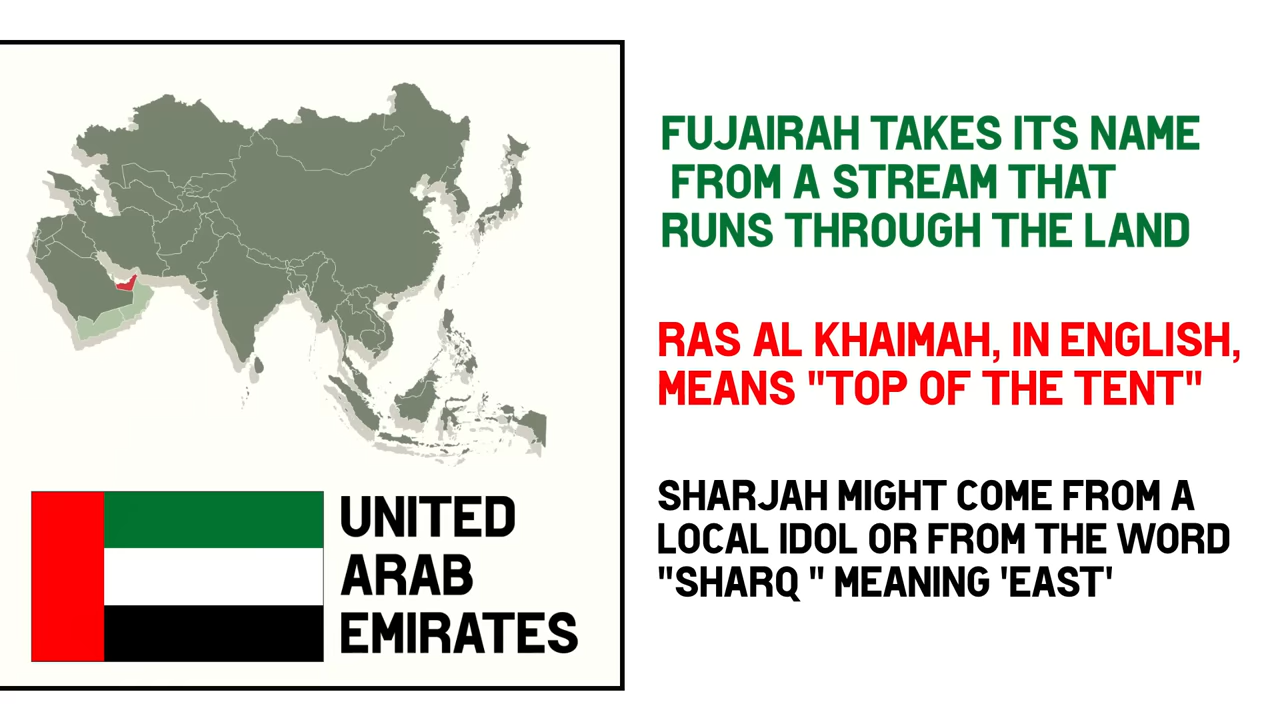 FUJAIRAH TAKES ITS NAME
FROM A STREAM THAT
RUNS THROUGH THE LAND
RAS AL KHAIMAH, IN ENGLISH,
MEANS "TOP OF THE TENT"
SHARJAH MIGHT COME FROM A
LOCAL IDOL OR FROM THE WORD
"SHARQ " MEANING 'EAST'
UNITED
ARAB
EMIRATES